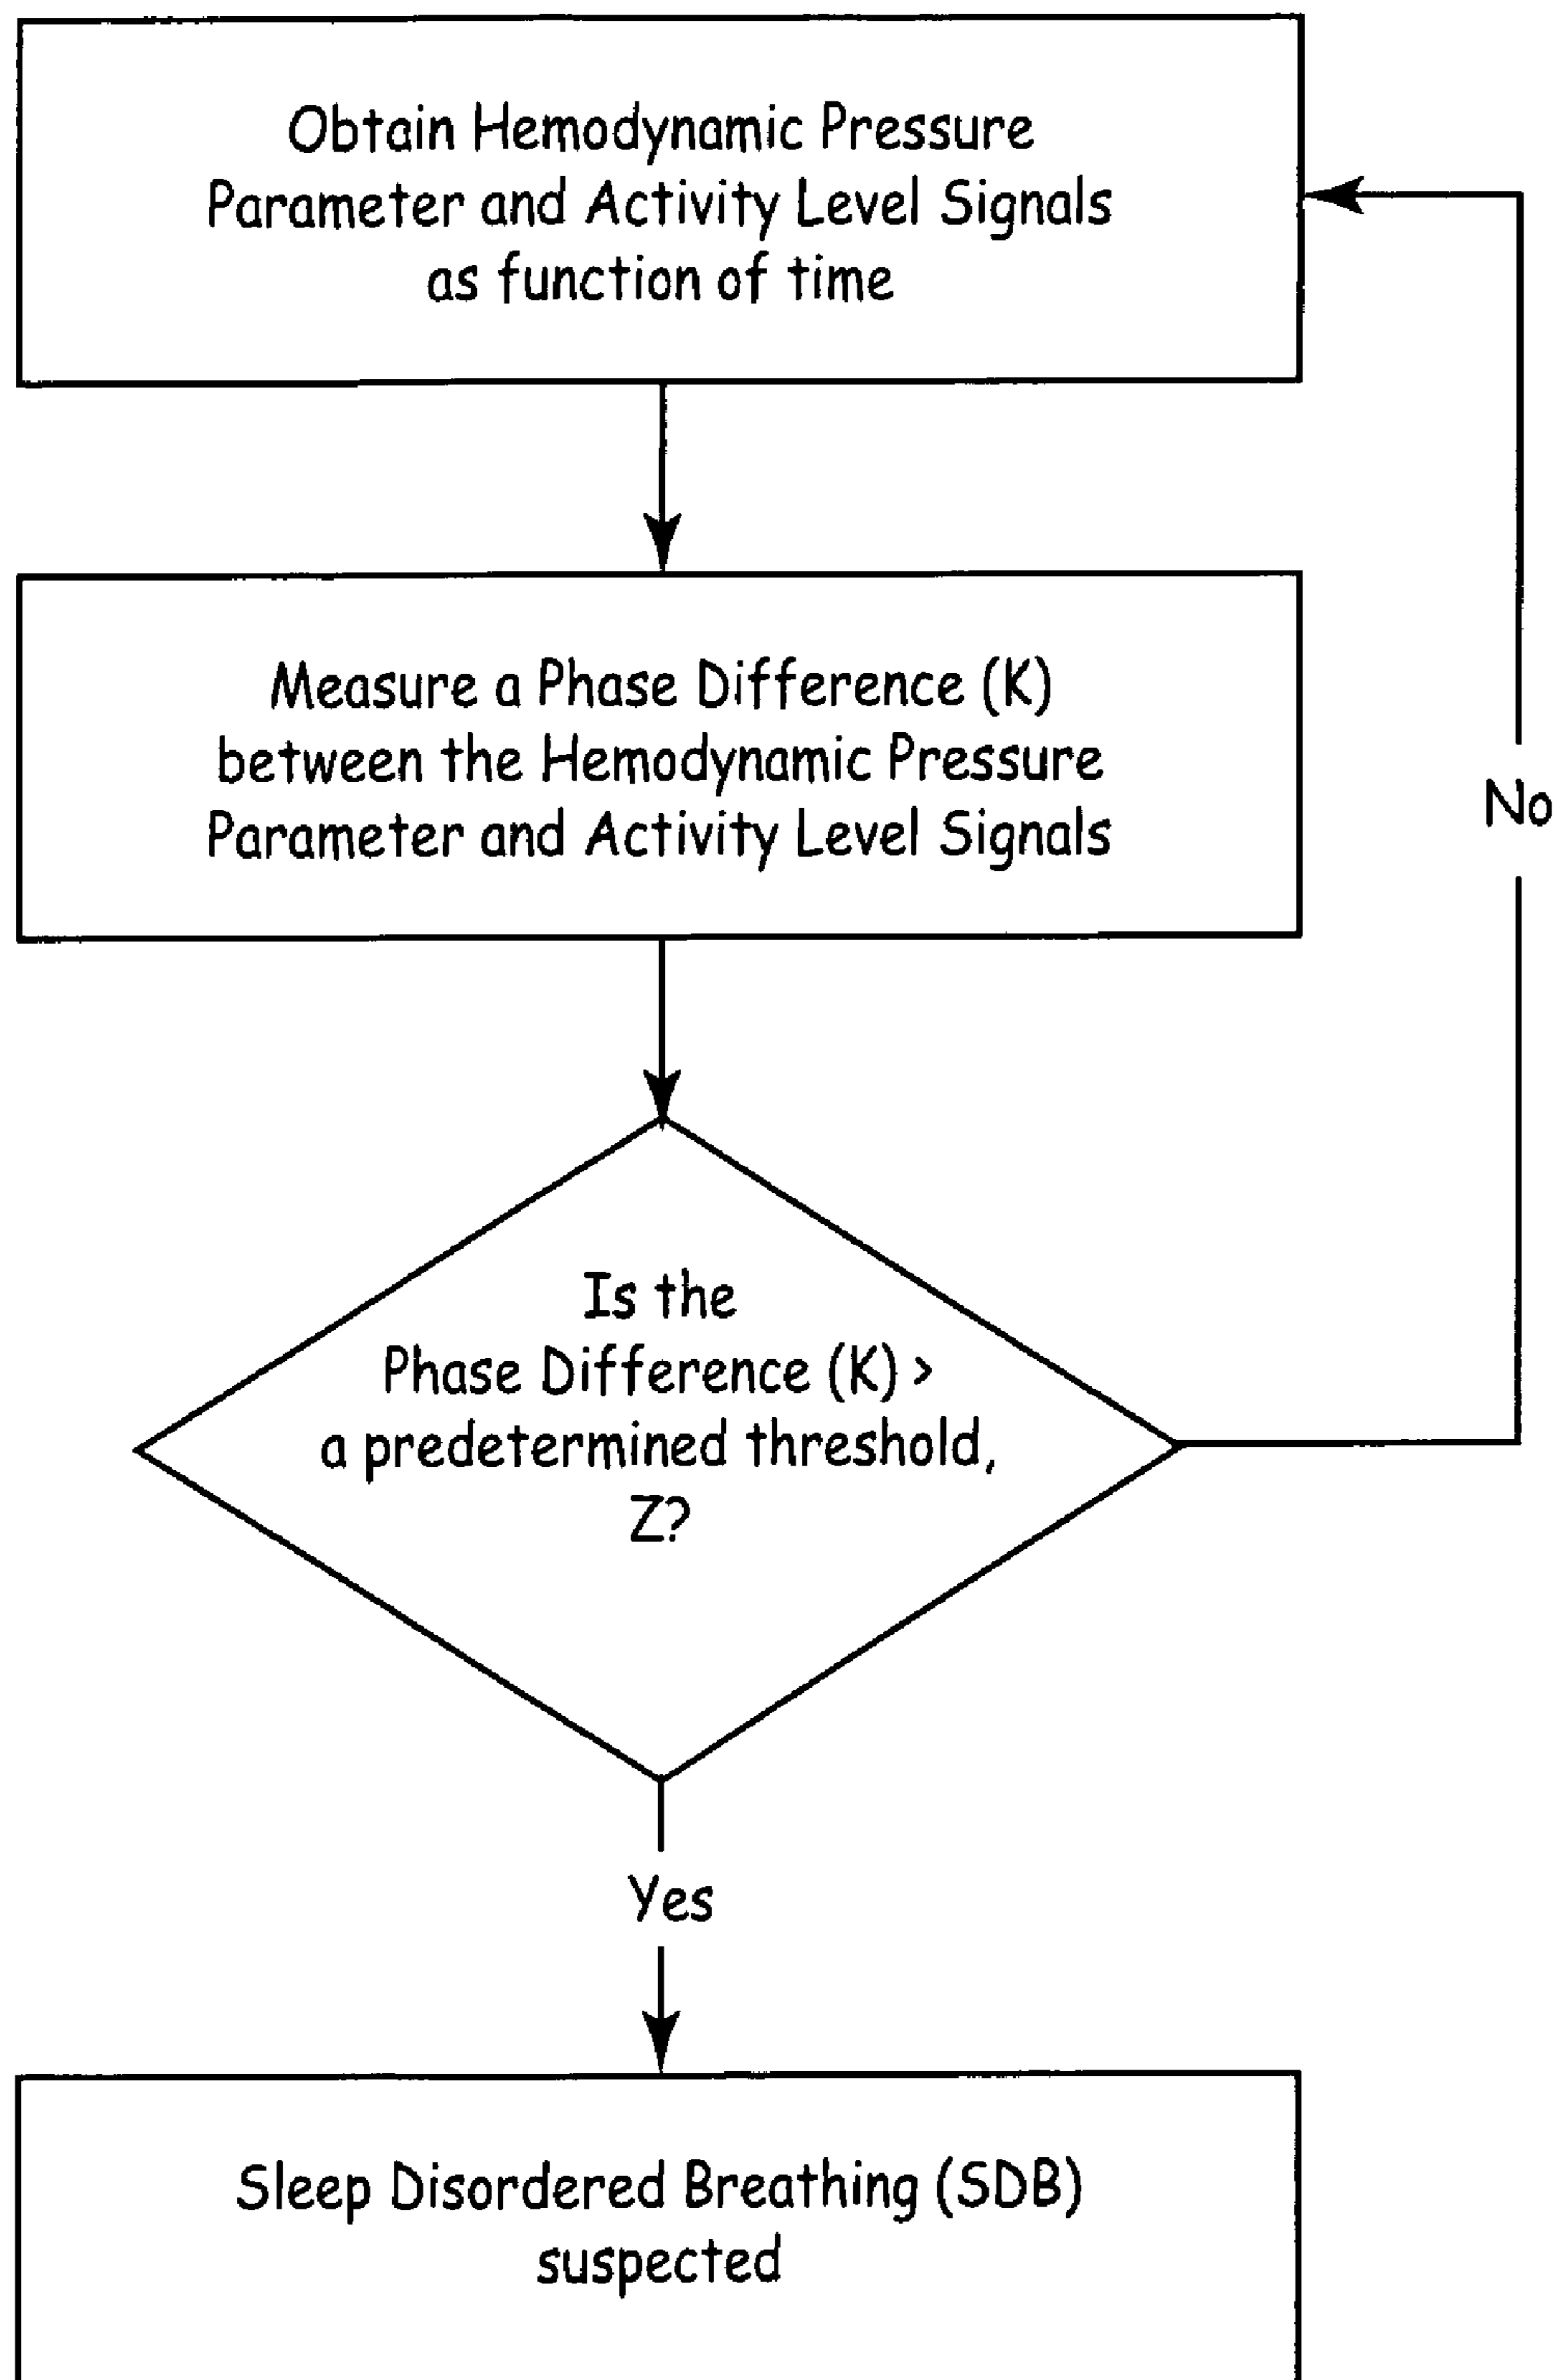 Obtain Hemodynamic Pressure
Parameter and Activity Level Signals
as function of time
Measure a Phase Difference (K)
between the Hemodynamic Pressure
Parameter and Activity Level Signals
No
Is the
Phase Difference (K) >
a predetermined threshold,
Z?
Yes
Sleep Disordered Breathing (SDB)
suspected